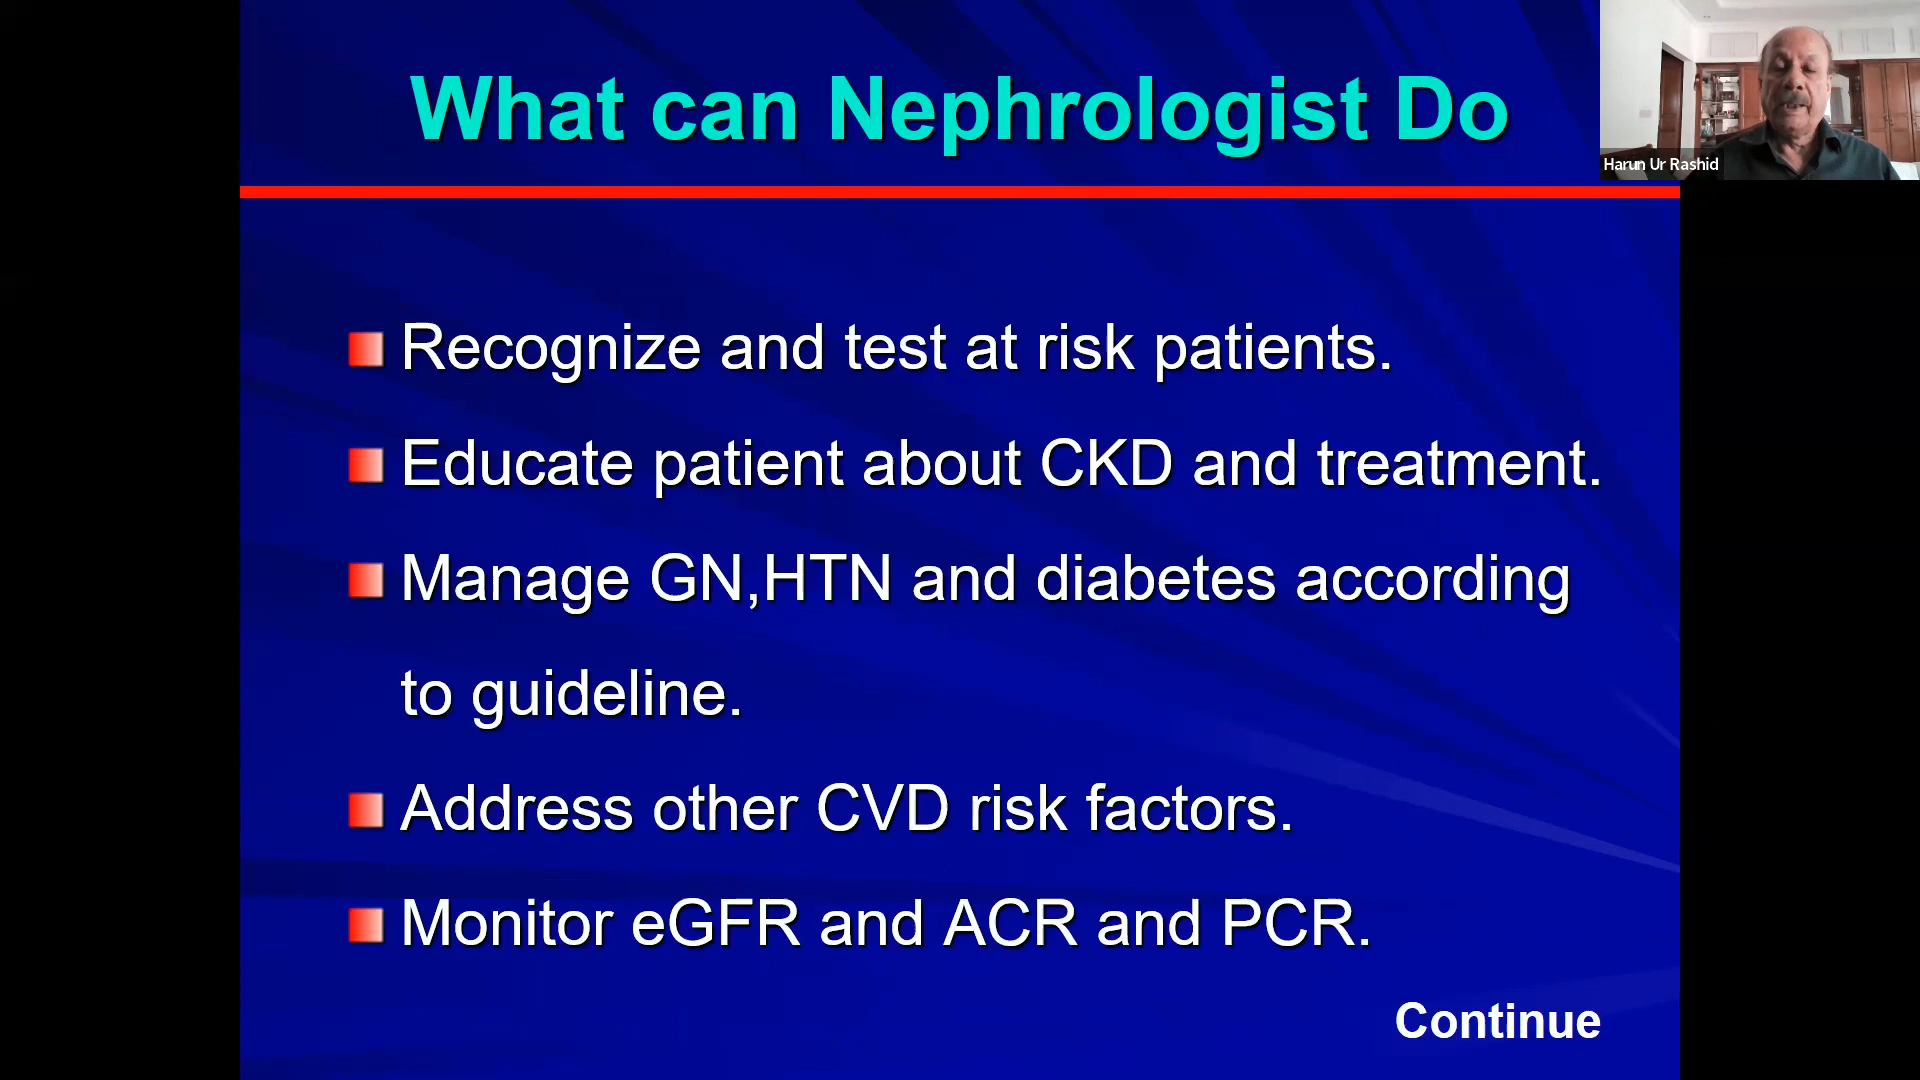 What can Nephrologist Do
Harun Ur Rashid
Recognize and test at risk patients.
Educate patient about CKD and treatment.
Manage GN,HTN and diabetes according
to guideline.
Address other CVD risk factors.
Monitor eGFR and ACR and PCR.
Continue